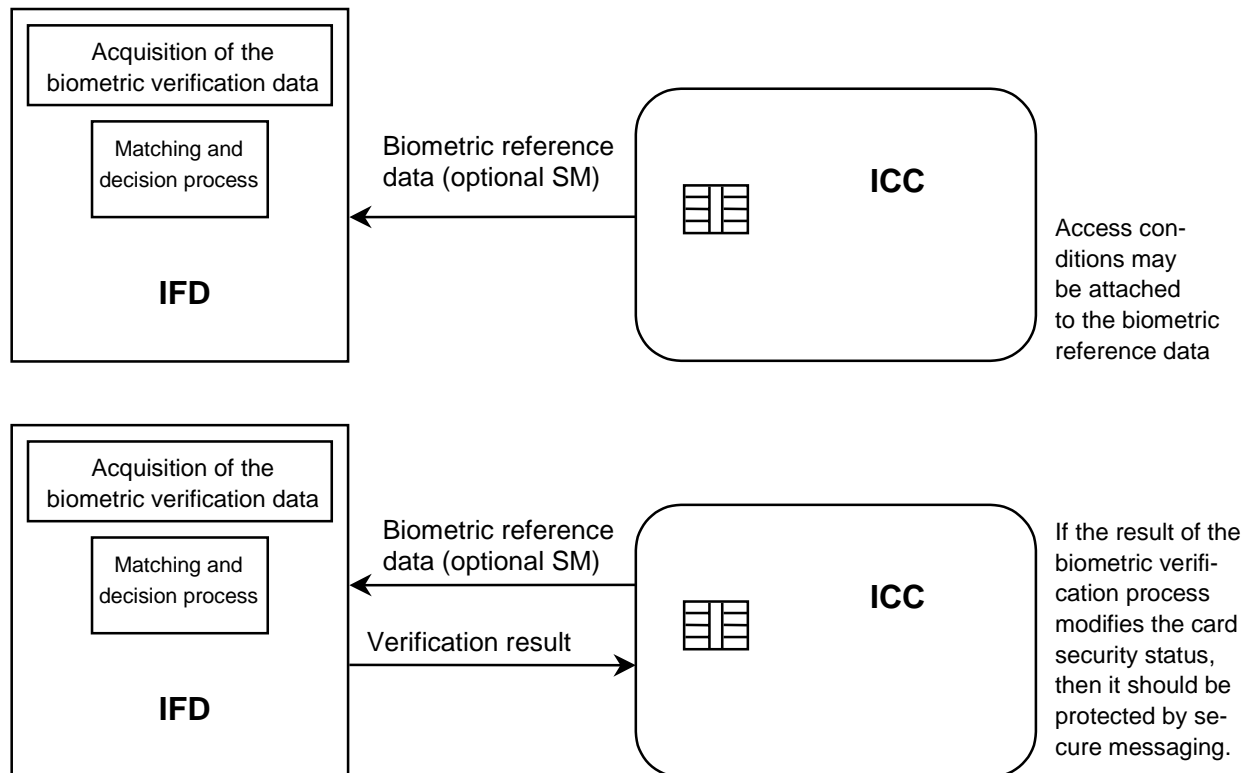 Acquisition of the
biometric verification data
Matching and
decision process
IFD
Biometric reference
data (optional SM)
ICC
Access con-
ditions may
be attached
to the biometric
reference data
Acquisition of the
biometric verification data
Matching and
decision process
IFD
Biometric reference
data (optional SM)
Verification result
ICC
If the result of the
biometric verifi-
cation process
modifies the card
security status,
then it should be
protected by se-
cure messaging.